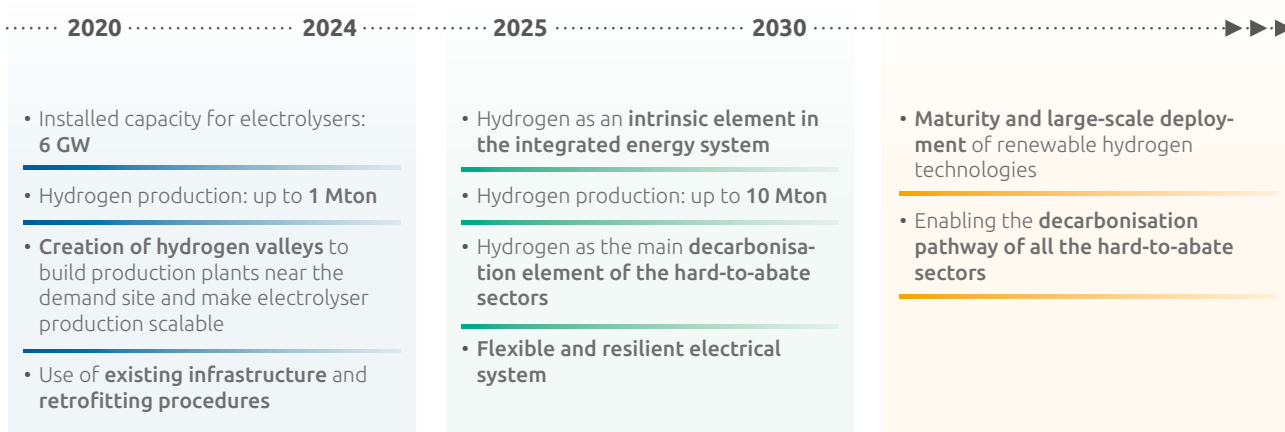 2020 2024 2025 2030
• Installed capacity for electrolysers:
6 GW
• Hydrogen production: up to 1 Mton
• Creation of hydrogen valleys to
build production plants near the
demand site and make electrolyser
production scalable
• Use of existing infrastructure and
retrofitting procedures
• Hydrogen as an intrinsic element in
the integrated energy system
• Hydrogen production: up to 10 Mton
• Hydrogen as the main decarbonisa-
tion element of the hard-to-abate
sectors
• Flexible and resilient electrical
system
• Maturity and large-scale deploy-
ment of renewable hydrogen
technologies
• Enabling the decarbonisation
pathway of all the hard-to-abate
sectors